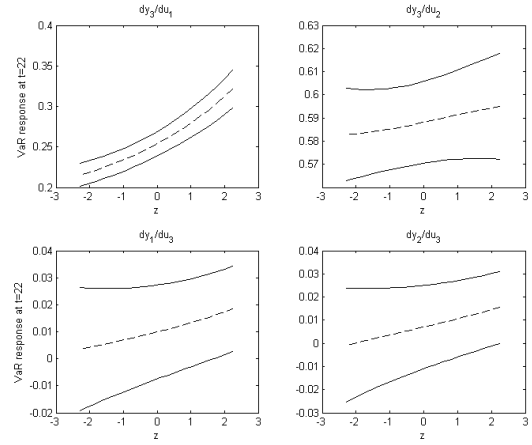 dy3/du1
0.4
0.35
0.3
0.25
0.2
VaR response at t=22
-3 -2 -1 0 1 2 3
z
dy3/du2
0.63
0.62
0.61
0.6
0.59
0.58
0.57
-3 -2 -1 0 1 2 3
z
dy1/du3
0.04
0.03
0.02
0.01
0
-0.01
-0.02
VaR response at t=22
-3 -2 -1 0 1 2 3
z
dy2/du3
0.04
0.03
0.02
0.01
0
-0.01
-0.02
-0.03
-3 -2 -1 0 1 2 3
z